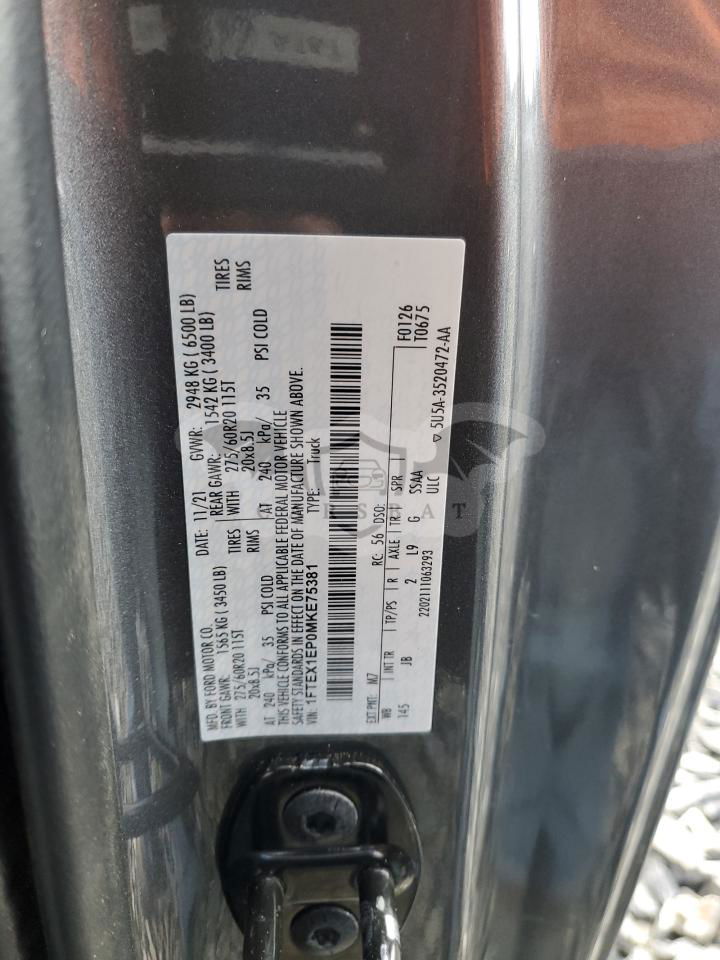 MFD. BY FORD MOTOR CO. DATE: 11/21 GVWR: 2948 KG ( 6500 LB)
FRONT GAWR: 1565 KG ( 3450 LB) REAR GAWR: 1542 KG ( 3400 LB)
WITH 275/60R20 115T TIRES WITH 275/60R20 115T TIRES
20x8.5J RIMS 20x8.5J RIMS
AT 240 kPa/ 35 PSI COLD AT 240 kPa/ 35 PSI COLD
THIS VEHICLE CONFORMS TO ALL APPLICABLE FEDERAL MOTOR VEHICLE
SAFETY STANDARDS IN EFFECT ON THE DATE OF MANUFACTURE SHOWN ABOVE.
VIN: 1FTEX1EP0MKE75381 TYPE: Truck
EXT PNT: M7 RC: 56 DSO: F0126
WB INT TR TP/PS R AXLE TR SPR T0675
145 JB 2 L9 G SSAA
2202111063293 ULC ▽ 5U5A-3520472-AA